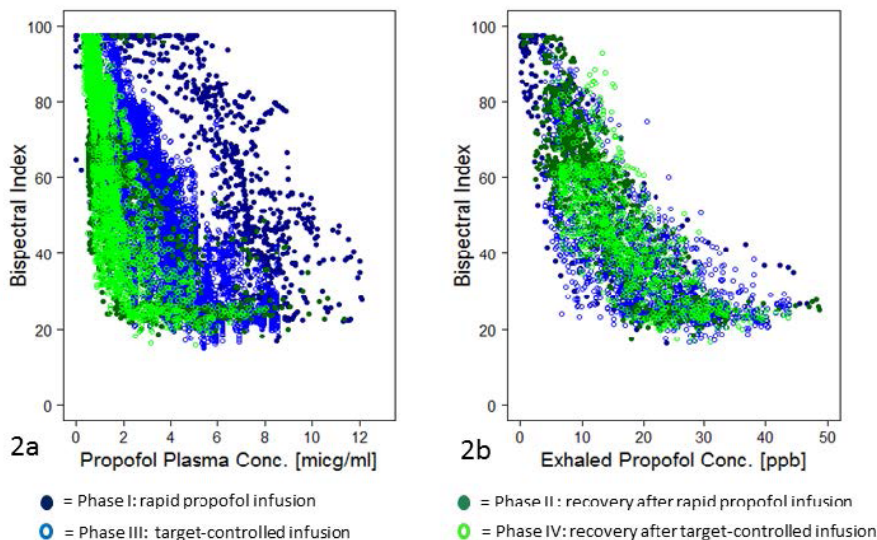 100
80
60
40
20
0
Bispectral Index
0 2 4 6 8 10 12
2a
Propofol Plasma Conc. [micg/ml]
100
80
60
40
20
0
Bispectral Index
0 10 20 30 40 50
2b
Exhaled Propofol Conc. [ppb]
= Phase I: rapid propofol infusion
= Phase II: recovery after rapid propofol infusion
= Phase III: target-controlled infusion
= Phase IV: recovery after target-controlled infusion